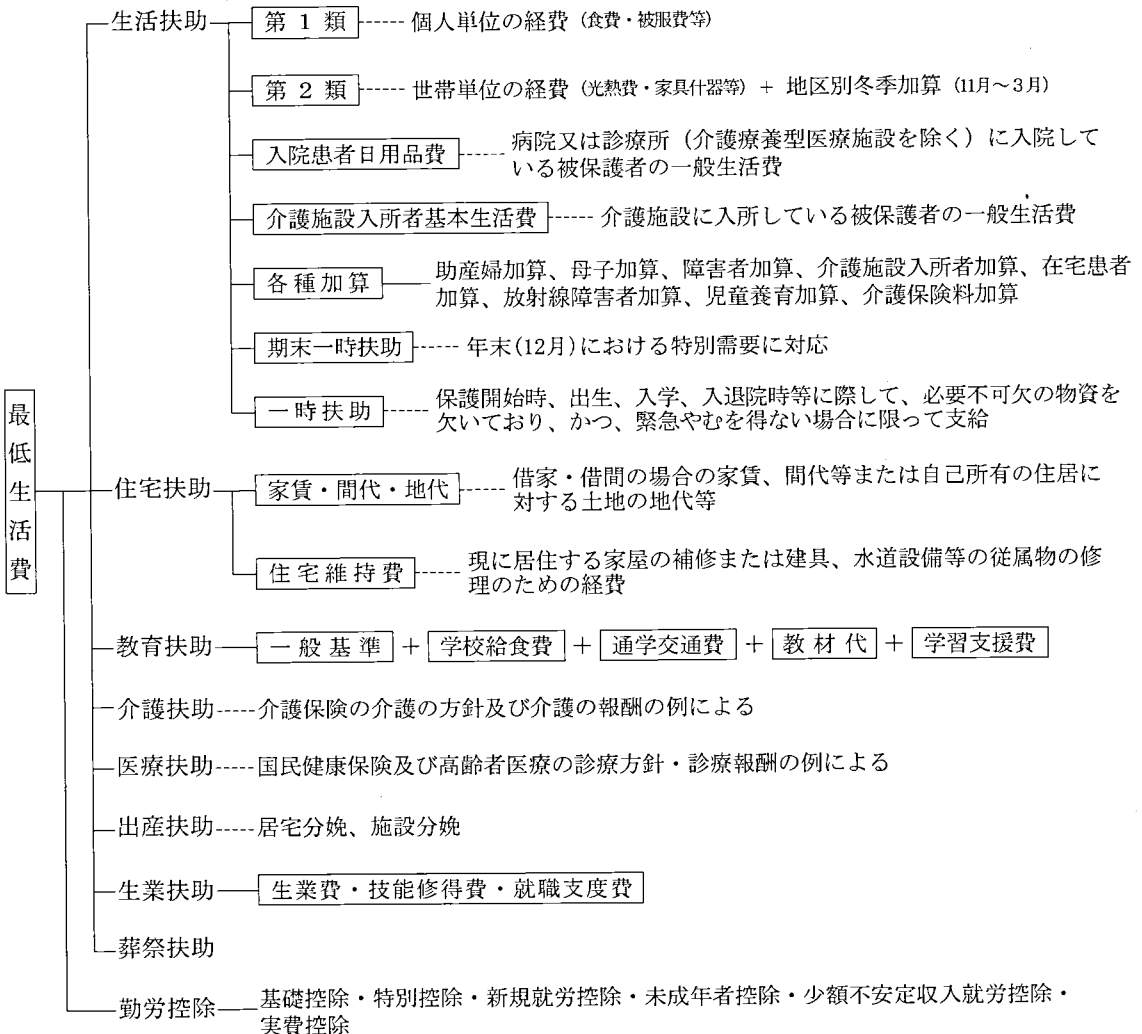 生活扶助
第1類
個人単位の経費(食費・被服費等)
第2類
世帯単位の経費(光熱費・家具什器等)+ 地区別冬季加算(11月~3月)
入院患者日用品費
病院又は診療所(介護療養型医療施設を除く)に入院して
いる被保護者の一般生活費
介護施設入所者基本生活費
介護施設に入所している被保護者の一般生活費
各種加算
助産婦加算、母子加算、障害者加算、介護施設入所者加算、在宅患者
加算、放射線障害者加算、児童養育加算、介護保険料加算
期末一時扶助
年末(12月)における特別需要に対応
一時扶助
保護開始時、出生、入学、入退院時等に際して、必要不可欠の物資を
欠いており、かつ、緊急やむを得ない場合に限って支給
最低生活費
住宅扶助
家賃・間代・地代
借家・借間の場合の家賃、間代等または自己所有の住居に
対する土地の地代等
住宅維持費
現に居住する家屋の補修または建具、水道設備等の従属物の修
理のための経費
教育扶助
一般基準 + 学校給食費 + 通学交通費 + 教材代 + 学習支援費
介護扶助
介護保険の介護の方針及び介護の報酬の例による
医療扶助
国民健康保険及び高齢者医療の診療方針・診療報酬の例による
出産扶助
居宅分娩、施設分娩
生業扶助
生業費・技能修得費・就職支度費
葬祭扶助
勤労控除
基礎控除・特別控除・新規就労控除・未成年者控除・少額不安定収入就労控除・
実費控除